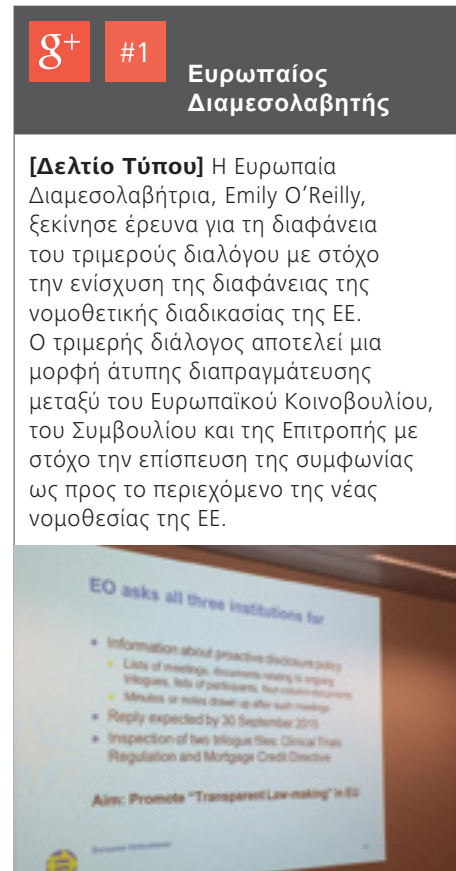 g+ #1
Ευρωπαίος
Διαμεσολαβητής
[Δελτίο Τύπου] Η Ευρωπαία
Διαμεσολαβήτρια, Emily O’Reilly,
ξεκίνησε έρευνα για τη διαφάνεια
του τριμερούς διαλόγου με στόχο
την ενίσχυση της διαφάνειας της
νομοθετικής διαδικασίας της ΕΕ.
Ο τριμερής διάλογος αποτελεί μια
μορφή άτυπης διαπραγμάτευσης
μεταξύ του Ευρωπαϊκού Κοινοβουλίου,
του Συμβουλίου και της Επιτροπής με
στόχο την επίσπευση της συμφωνίας
ως προς το περιεχόμενο της νέας
νομοθεσίας της ΕΕ.
EO asks all three institutions for
Information about proactive disclosure policy
Lists of meetings, documents relating to ongoing
trilogues, lists of participants, four-column documents
Minutes or notes drawn up after such meetings
Reply expected by 30 September 2015
Inspection of two trilogue files: Clinical Trials
Regulation and Mortgage Credit Directive
Aim: Promote "Transparent Law-making" in EU
European Ombudsman